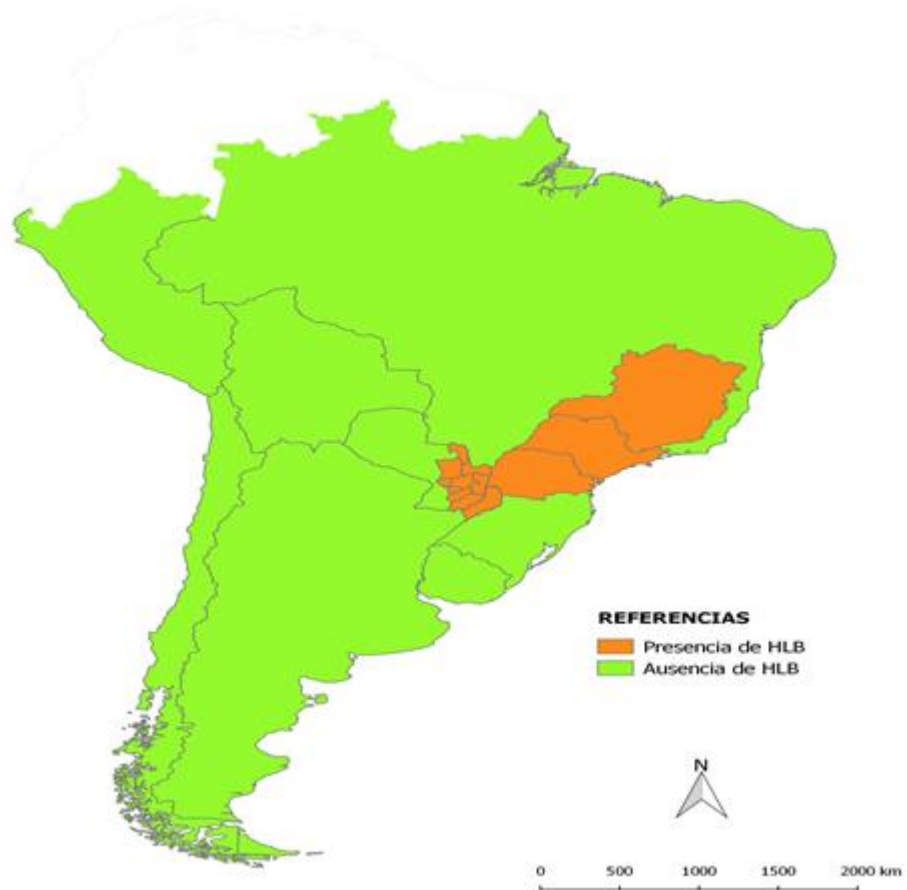 REFERENCIAS
Presencia de HLB
Ausencia de HLB
N
0 500 1000 1500 2000 km